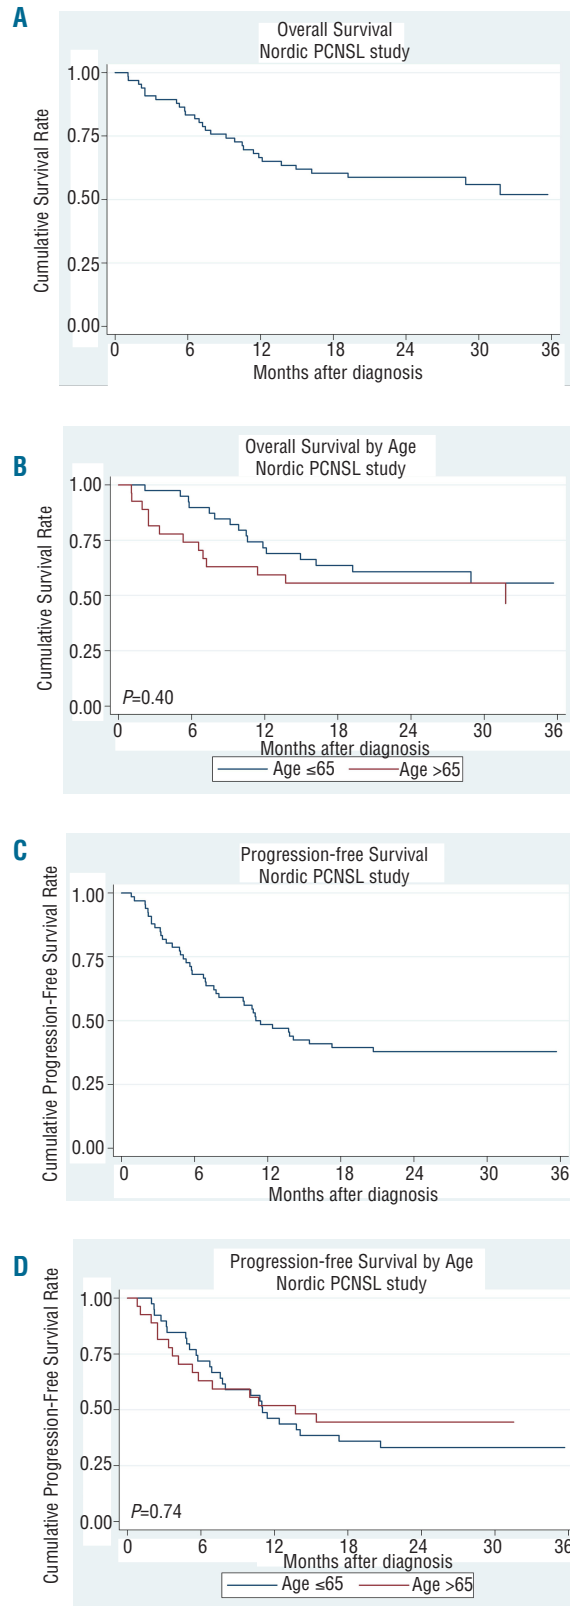 A
Overall Survival
Nordic PCNSL study
Cumulative Survival Rate
1.00
0.75
0.50
0.25
0.00
0 6 12 18 24 30 36
Months after diagnosis
B
Overall Survival by Age
Nordic PCNSL study
Cumulative Survival Rate
1.00
0.75
0.50
0.25
0.00
P=0.40
0 6 12 18 24 30 36
Months after diagnosis
Age ≤65 Age >65
C
Progression-free Survival
Nordic PCNSL study
Cumulative Progression-Free Survival Rate
1.00
0.75
0.50
0.25
0.00
0 6 12 18 24 30 36
Months after diagnosis
D
Progression-free Survival by Age
Nordic PCNSL study
Cumulative Progression-Free Survival Rate
1.00
0.75
0.50
0.25
0.00
P=0.74
0 6 12 18 24 30 36
Months after diagnosis
Age ≤65 Age >65